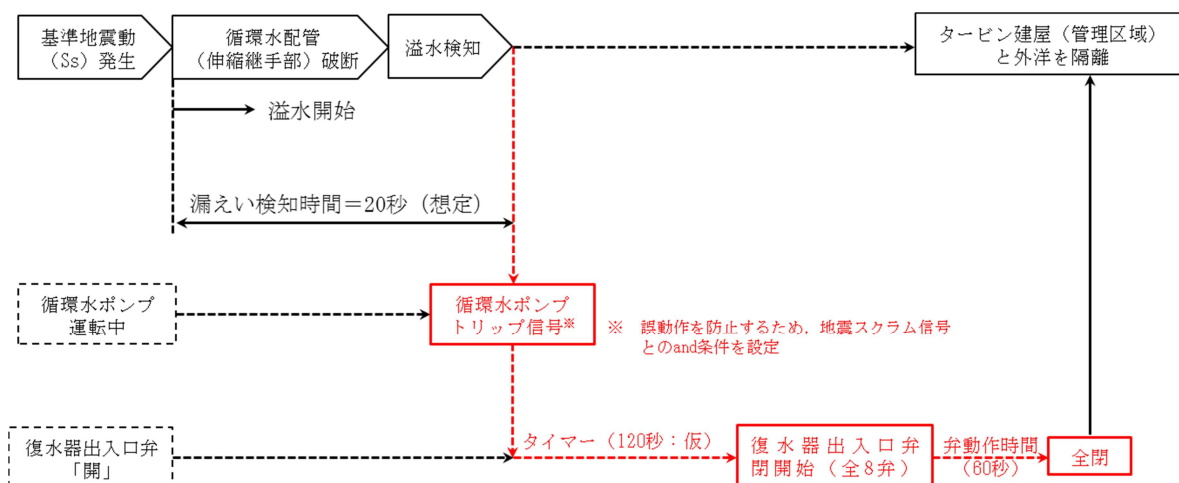 基準地震動
（Ss）発生
循環水配管
（伸縮継手部）破断
溢水検知
タービン建屋（管理区域）
と外洋を隔離
溢水開始
漏えい検知時間＝20秒（想定）
循環水ポンプ
運転中
循環水ポンプ
トリップ信号※
※　誤動作を防止するため，地震スクラム信号
とのand条件を設定
復水器出入口弁
「開」
タイマー（120秒：仮）
復水器出入口弁
閉開始（全8弁）
弁動作時間
（60秒）
全閉